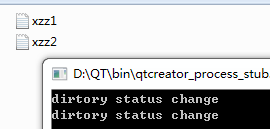 xzz1
xzz2
D:\QT\bin\qtcreator_process_stub
dirtory status change
dirtory status change